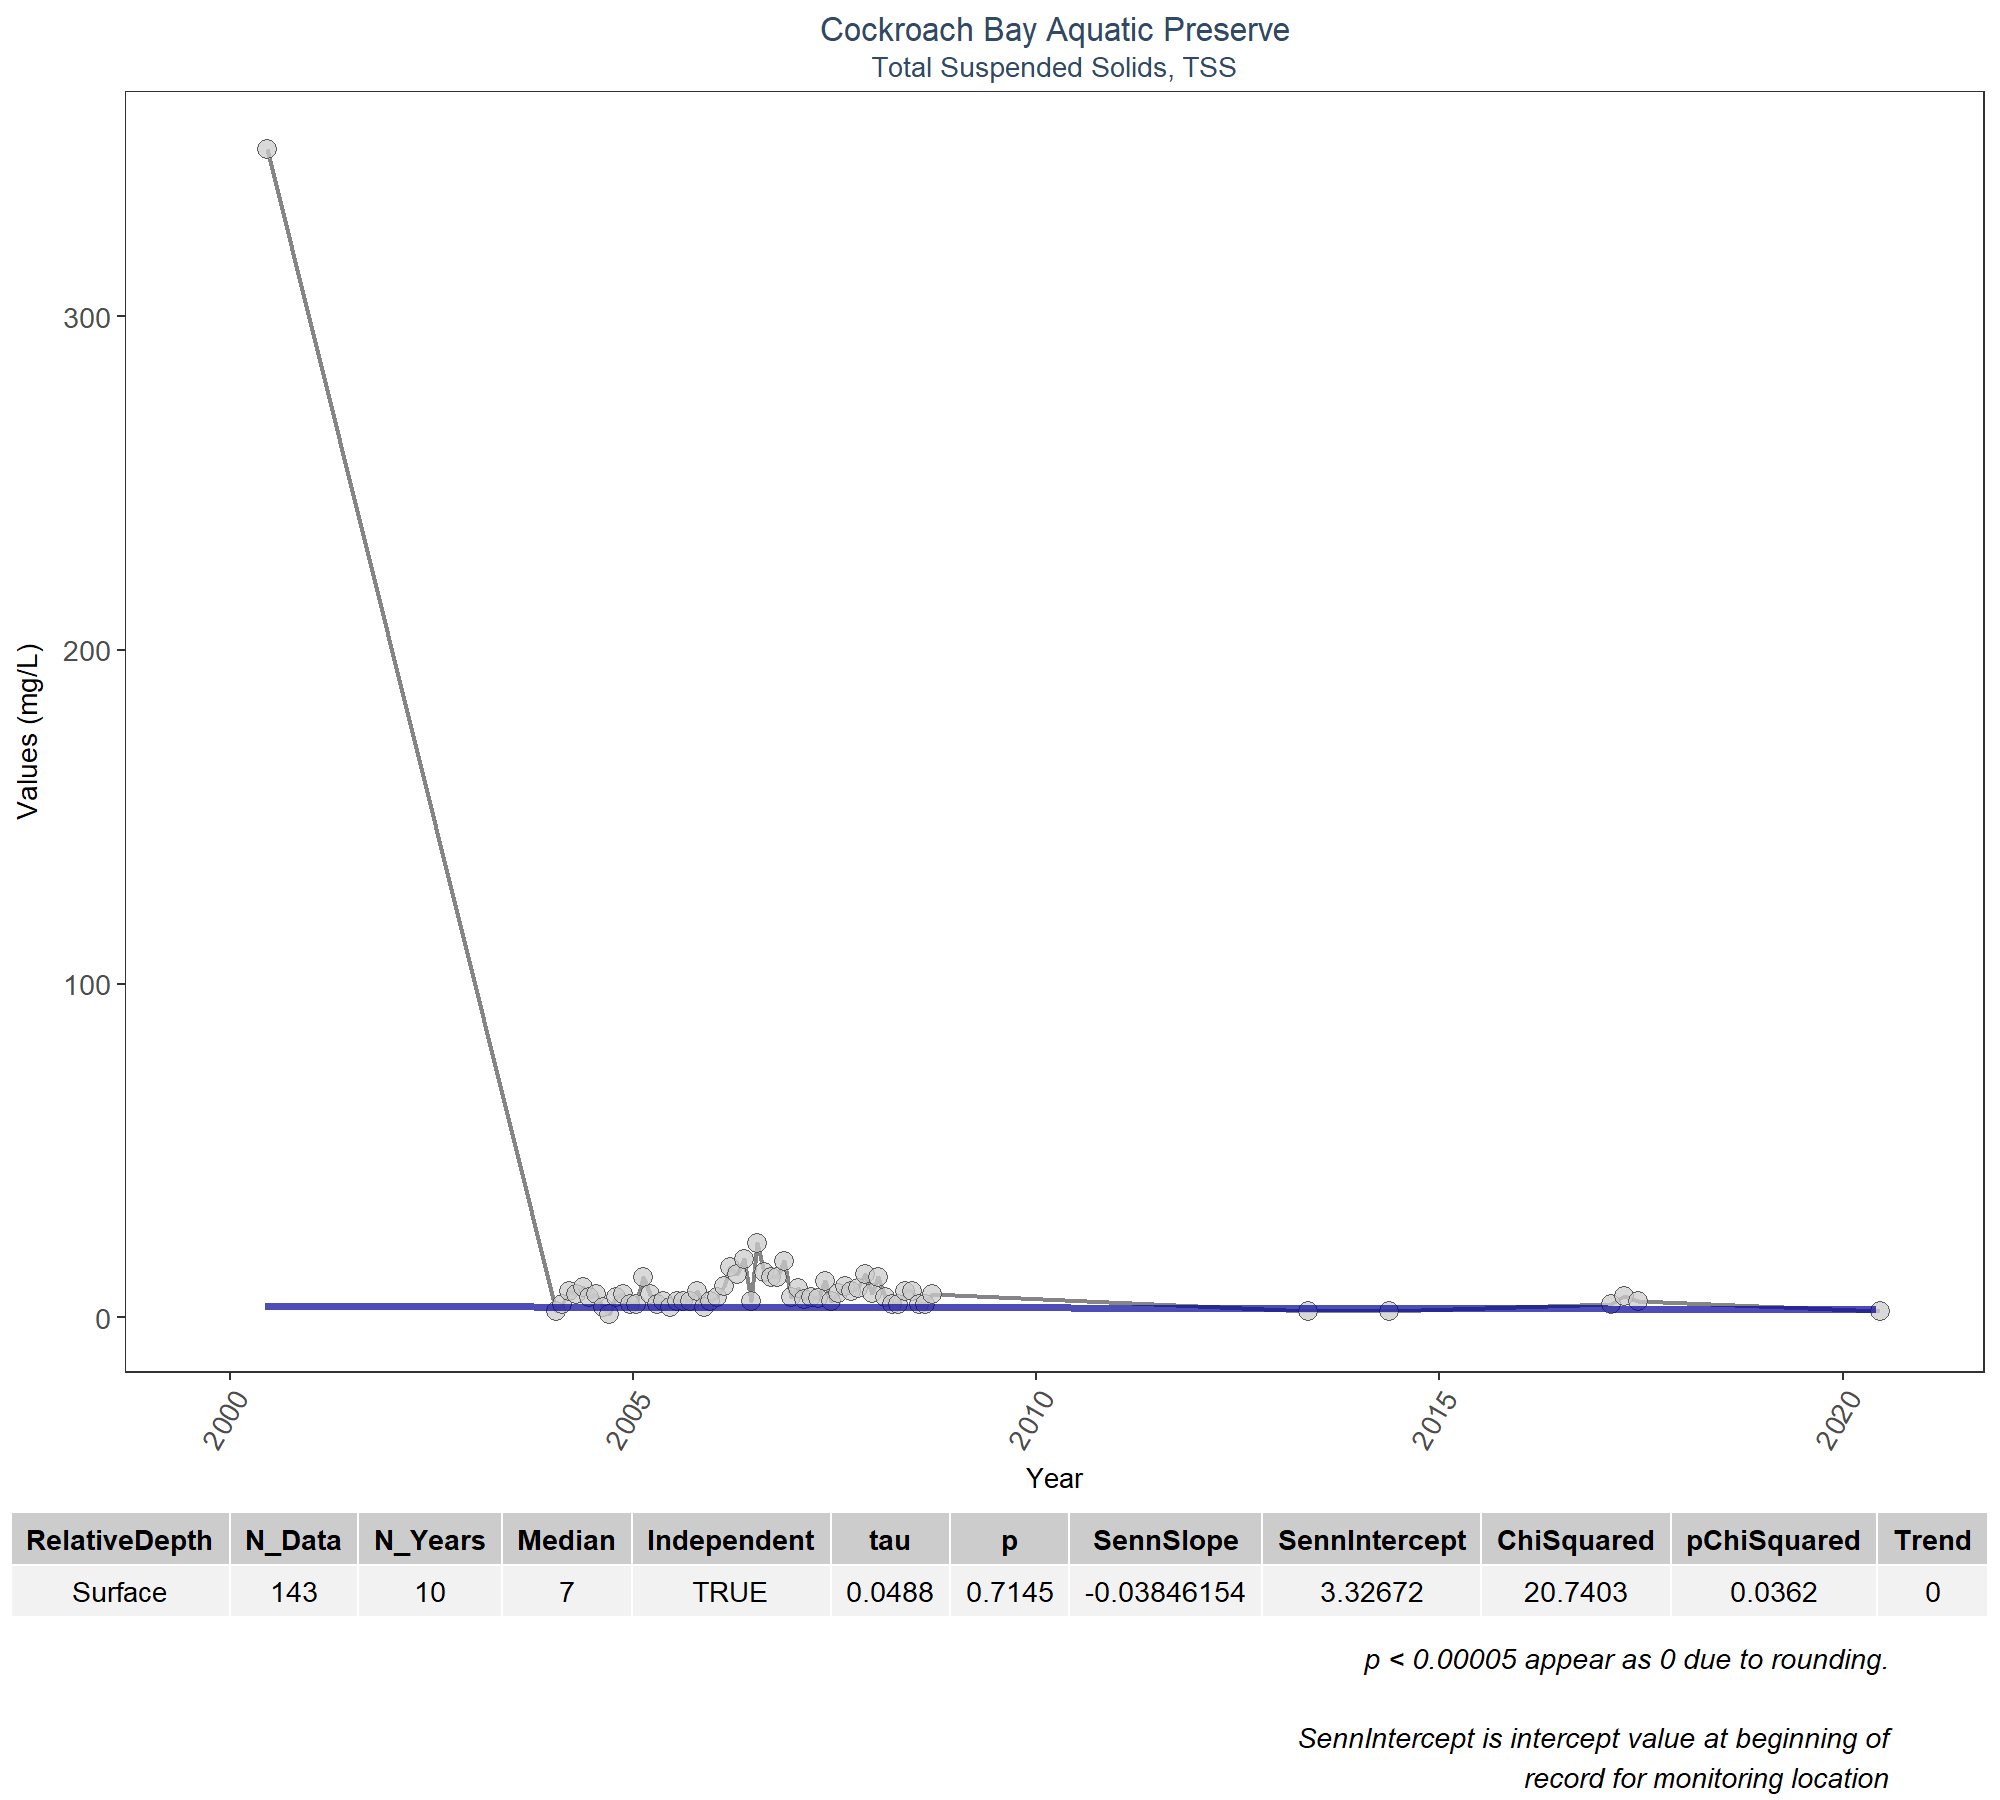 Cockroach Bay Aquatic Preserve
Total Suspended Solids, TSS
Values (mg/L)
300
200
100
0
2000 2005 2010 2015 2020
Year
RelativeDepth N_Data N_Years Median Independent tau p SennSlope SennIntercept ChiSquared pChiSquared Trend
Surface 143 10 7 TRUE 0.0488 0.7145 -0.03846154 3.32672 20.7403 0.0362 0
p < 0.00005 appear as 0 due to rounding.
SennIntercept is intercept value at beginning of
record for monitoring location